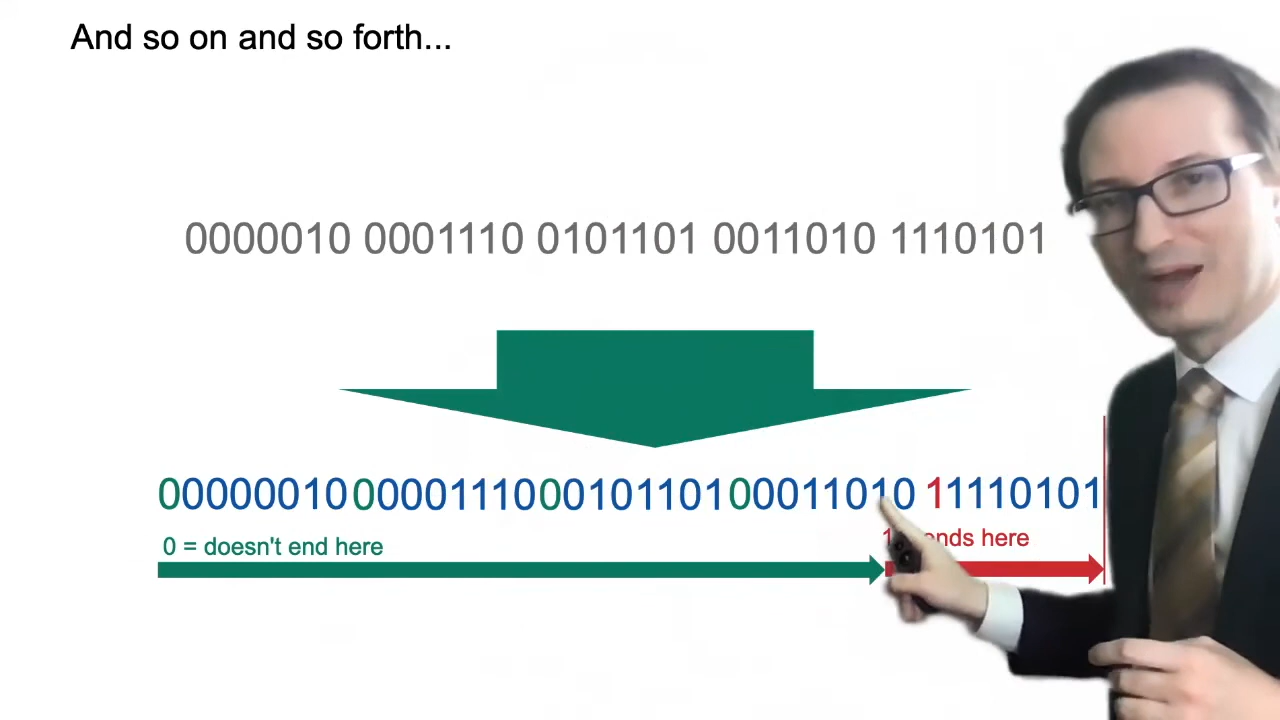 And so on and so forth...
0000010 0001110 0101101 0011010 1110101
00000010000011100010110100011010 11110101
0 = doesn't end here
1 ends here